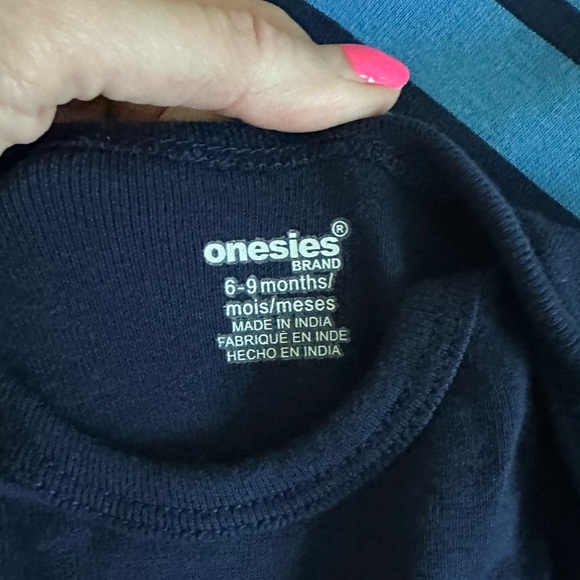 onesies®
BRAND
6-9 months/
mois/meses
MADE IN INDIA
FABRIQUÉ EN INDE
HECHO EN INDIA